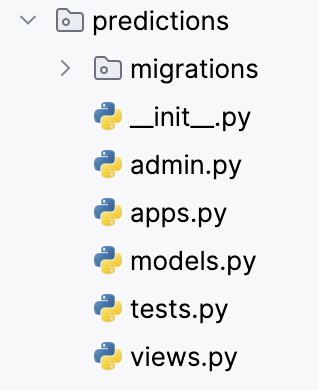 predictions
migrations
__init__.py
admin.py
apps.py
models.py
tests.py
views.py